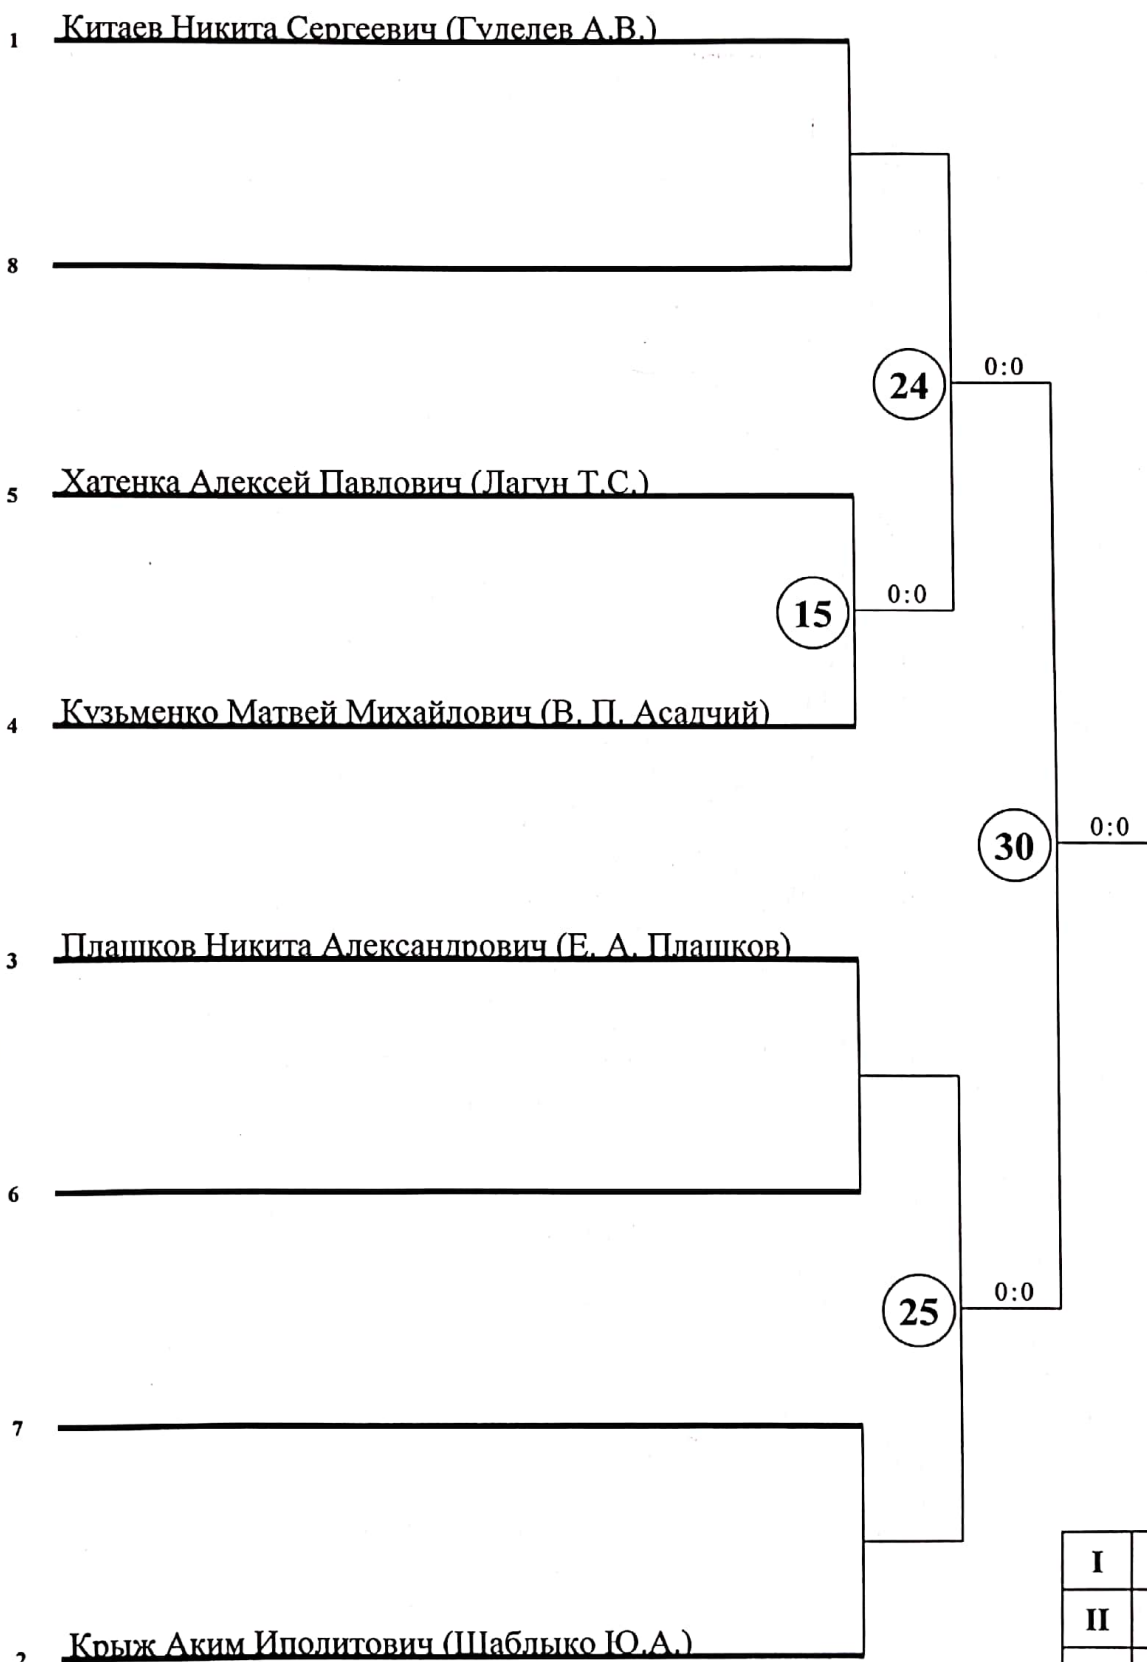 1 Китаев Никита Сергеевич (Гуделев А.В.)
8
24 0:0
5 Хатенка Алексей Павлович (Лагун Т.С.)
15 0:0
4 Кузьменко Матвей Михайлович (В. П. Асадчий)
30 0:0
3 Плашков Никита Александрович (Е. А. Плашков)
6
25 0:0
7
I
II
2 Крыж Аким Иполитович (Шаблыко Ю.А.)